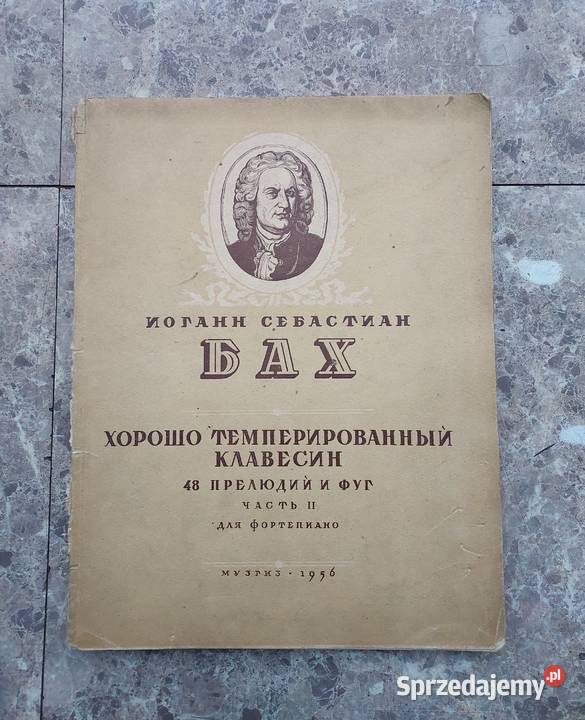 ИОГАНН СЕБАСТИАН
БАХ
ХОРОШО ТЕМПЕРИРОВАННЫЙ
КЛАВЕСИН
48 ПРЕЛЮДИЙ И ФУГ
ЧАСТЬ II
ДЛЯ ФОРТЕПИАНО
МУЗГИЗ • 1956
Sprzedajemy.pl